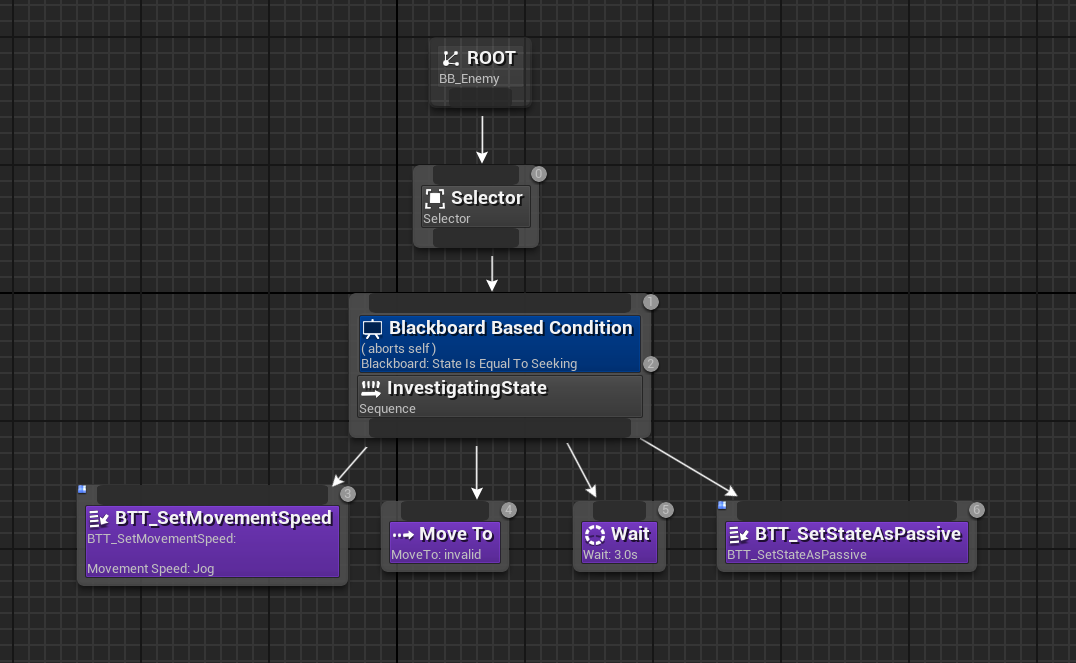 ROOT
BB_Enemy
0
Selector
Selector
1
Blackboard Based Condition
( aborts self )
Blackboard: State Is Equal To Seeking
2
InvestigatingState
Sequence
3
BTT_SetMovementSpeed
BTT_SetMovementSpeed:
Movement Speed: Jog
4
Move To
MoveTo: invalid
5
Wait
Wait: 3.0s
6
BTT_SetStateAsPassive
BTT_SetStateAsPassive